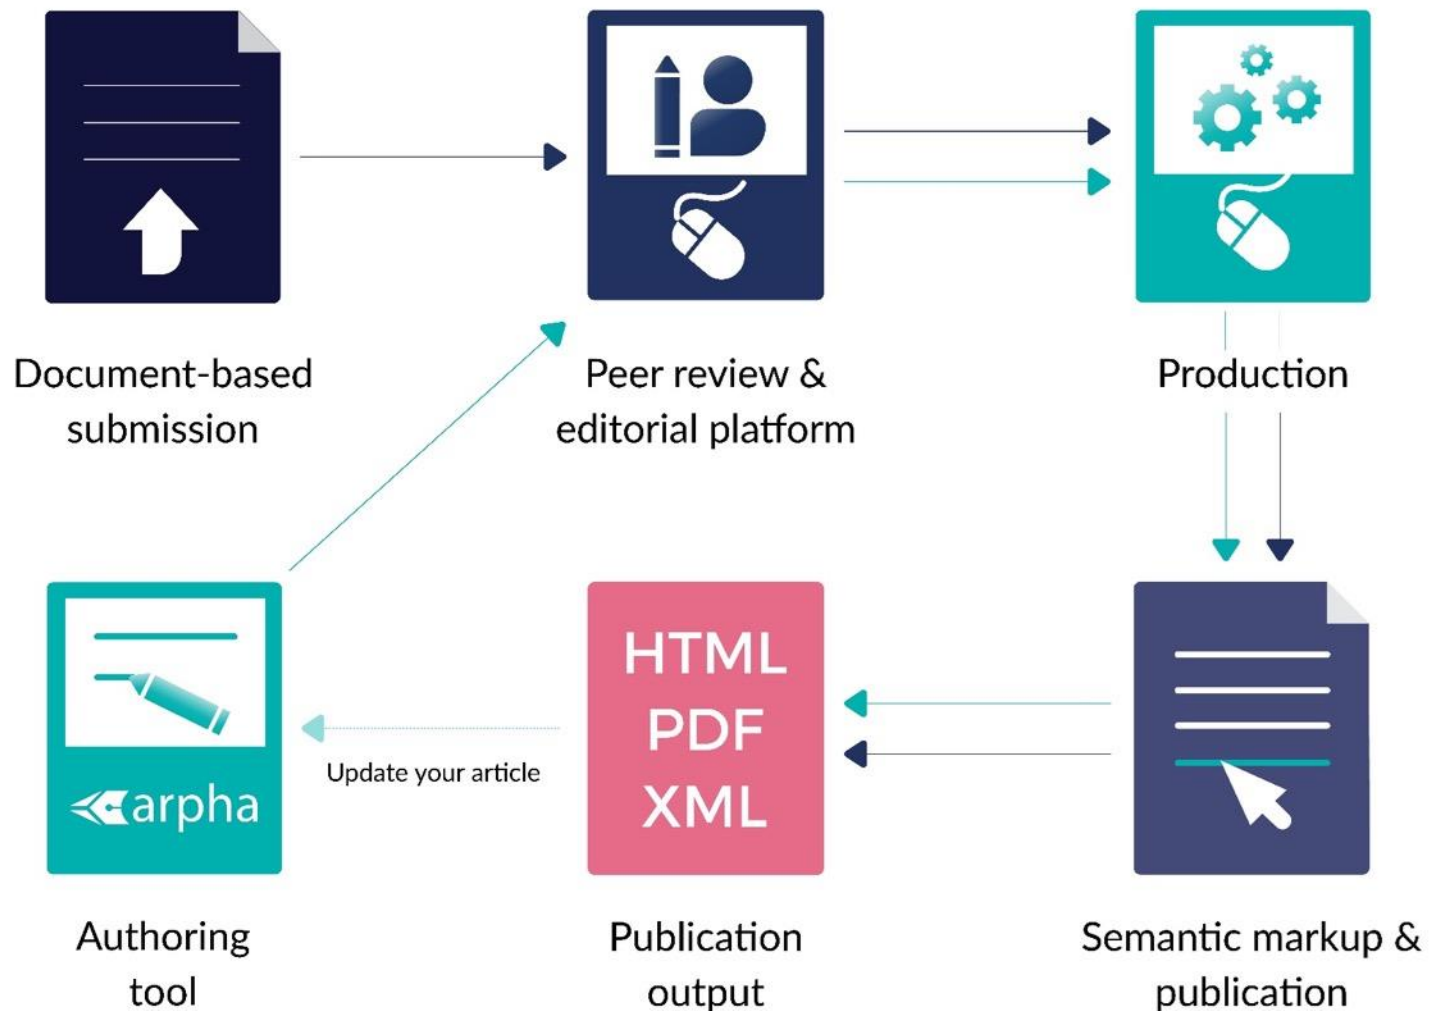 Document-based
submission
Peer review &
editorial platform
Production
arpha
Authoring
tool
Update your article
HTML
PDF
XML
Publication
output
Semantic markup &
publication